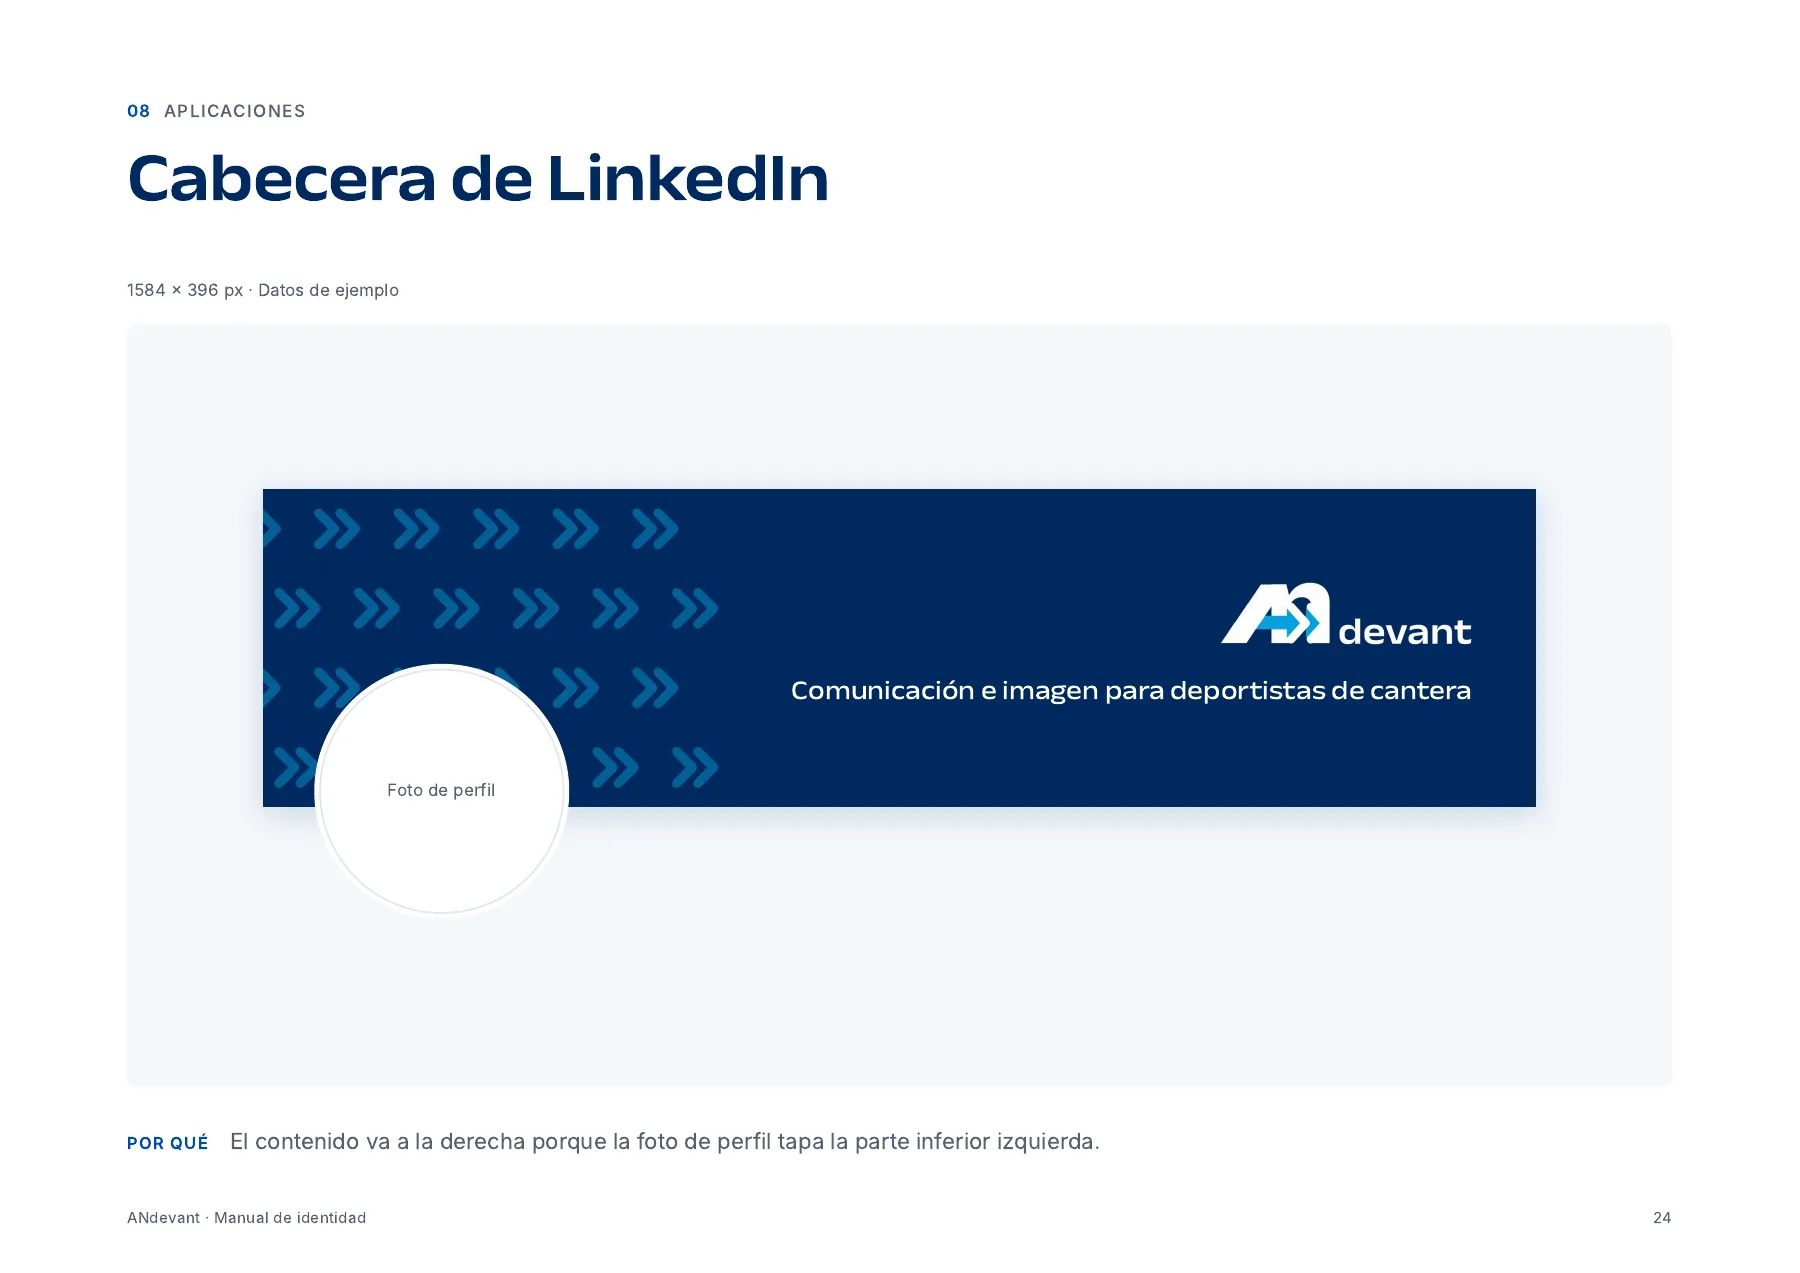 08 APLICACIONES
Cabecera de LinkedIn
1584 × 396 px · Datos de ejemplo
ANdevant
Comunicación e imagen para deportistas de cantera
Foto de perfil
POR QUÉ El contenido va a la derecha porque la foto de perfil tapa la parte inferior izquierda.
ANdevant · Manual de identidad
24